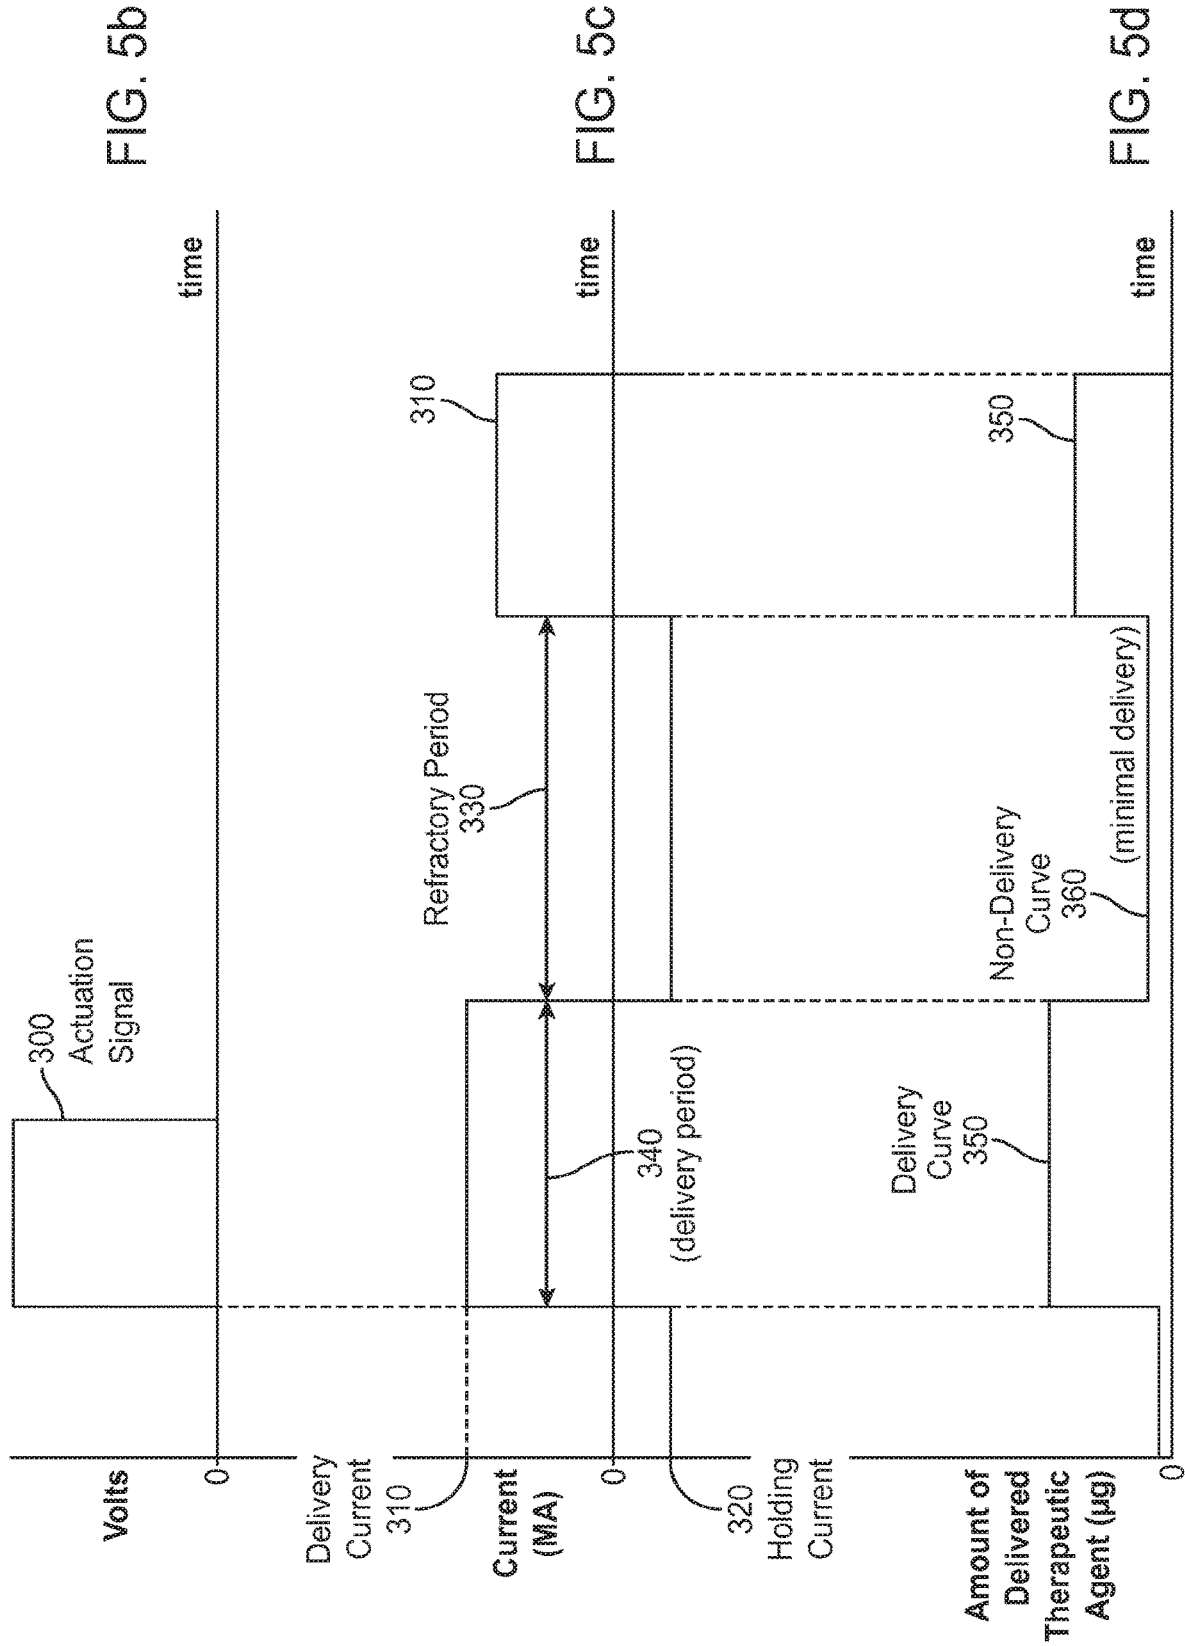 Volts
0
300
Actuation
Signal
time
FIG. 5b
Delivery
Current
310
Current
(MA)
0
320
Holding
Current
340
(delivery period)
Refractory Period
330
310
time
FIG. 5c
Amount of
Delivered
Therapeutic
Agent (µg)
0
Delivery
Curve
350
Non-Delivery
Curve
360
(minimal delivery)
350
time
FIG. 5d